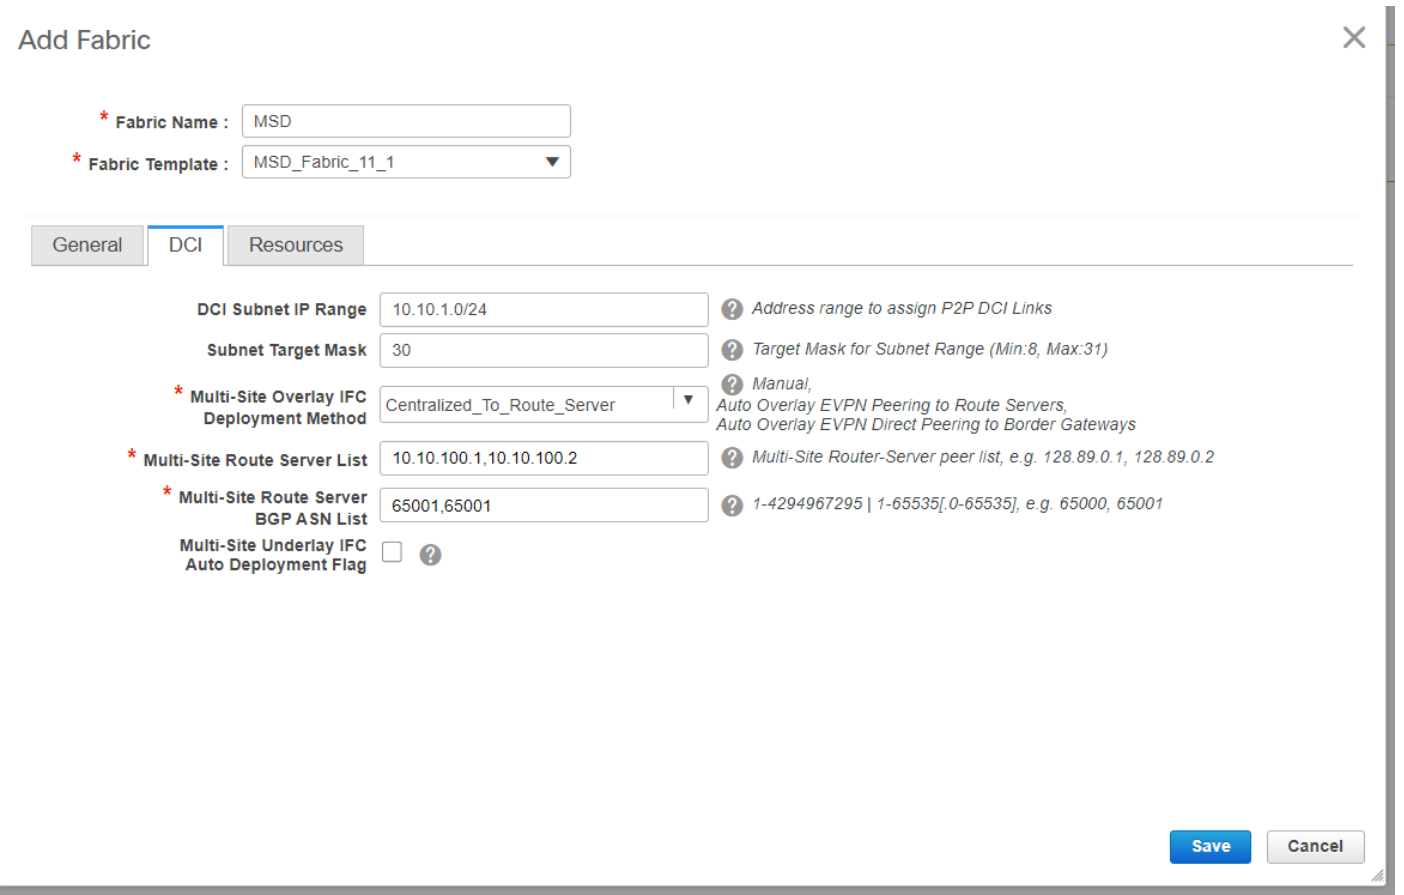 Add Fabric
* Fabric Name : MSD
* Fabric Template : MSD_Fabric_11_1
General DCI Resources
DCI Subnet IP Range 10.10.1.0/24 ? Address range to assign P2P DCI Links
Subnet Target Mask 30 ? Target Mask for Subnet Range (Min:8, Max:31)
* Multi-Site Overlay IFC
Deployment Method
Centralized_To_Route_Server
? Manual,
Auto Overlay EVPN Peering to Route Servers,
Auto Overlay EVPN Direct Peering to Border Gateways
* Multi-Site Route Server List 10.10.100.1,10.10.100.2 ? Multi-Site Router-Server peer list, e.g. 128.89.0.1, 128.89.0.2
* Multi-Site Route Server
BGP ASN List
65001,65001 ? 1-4294967295 | 1-65535[.0-65535], e.g. 65000, 65001
Multi-Site Underlay IFC
Auto Deployment Flag
?
Save Cancel